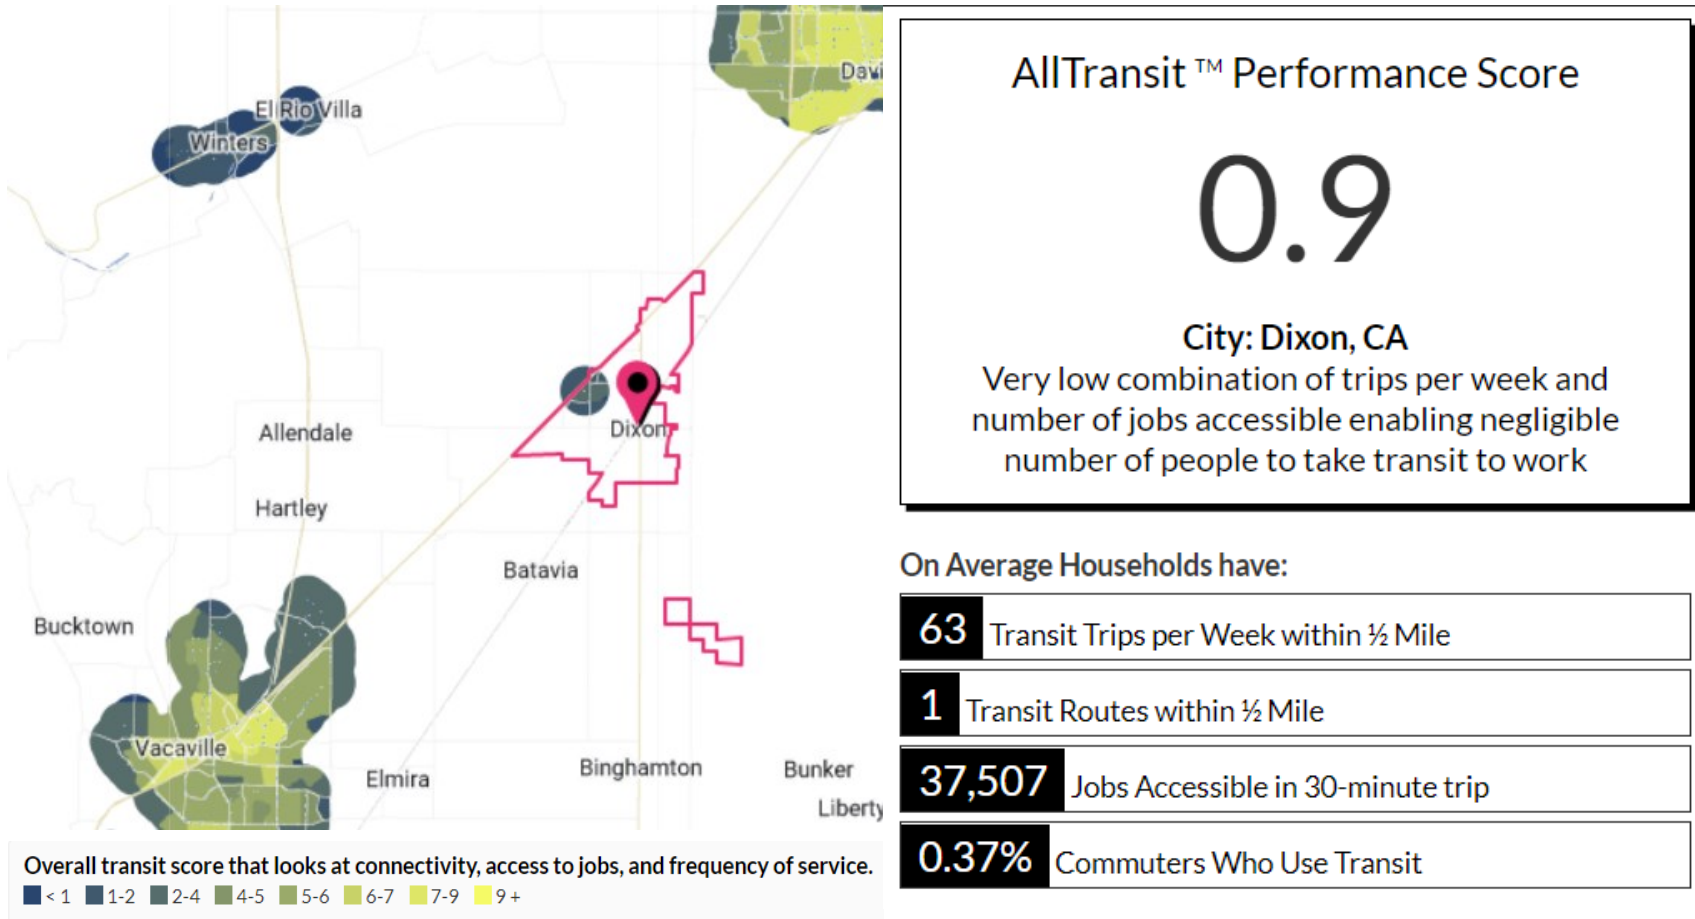 El Rio Villa
Winters
Davi
Dixon
Allendale
Hartley
Batavia
Bucktown
Vacaville
Elmira
Binghamton
Bunker
Liberty
Overall transit score that looks at connectivity, access to jobs, and frequency of service.
< 1 1-2 2-4 4-5 5-6 6-7 7-9 9 +
AllTransit ™ Performance Score
0.9
City: Dixon, CA
Very low combination of trips per week and
number of jobs accessible enabling negligible
number of people to take transit to work
On Average Households have:
63 Transit Trips per Week within ½ Mile
1 Transit Routes within ½ Mile
37,507 Jobs Accessible in 30-minute trip
0.37% Commuters Who Use Transit